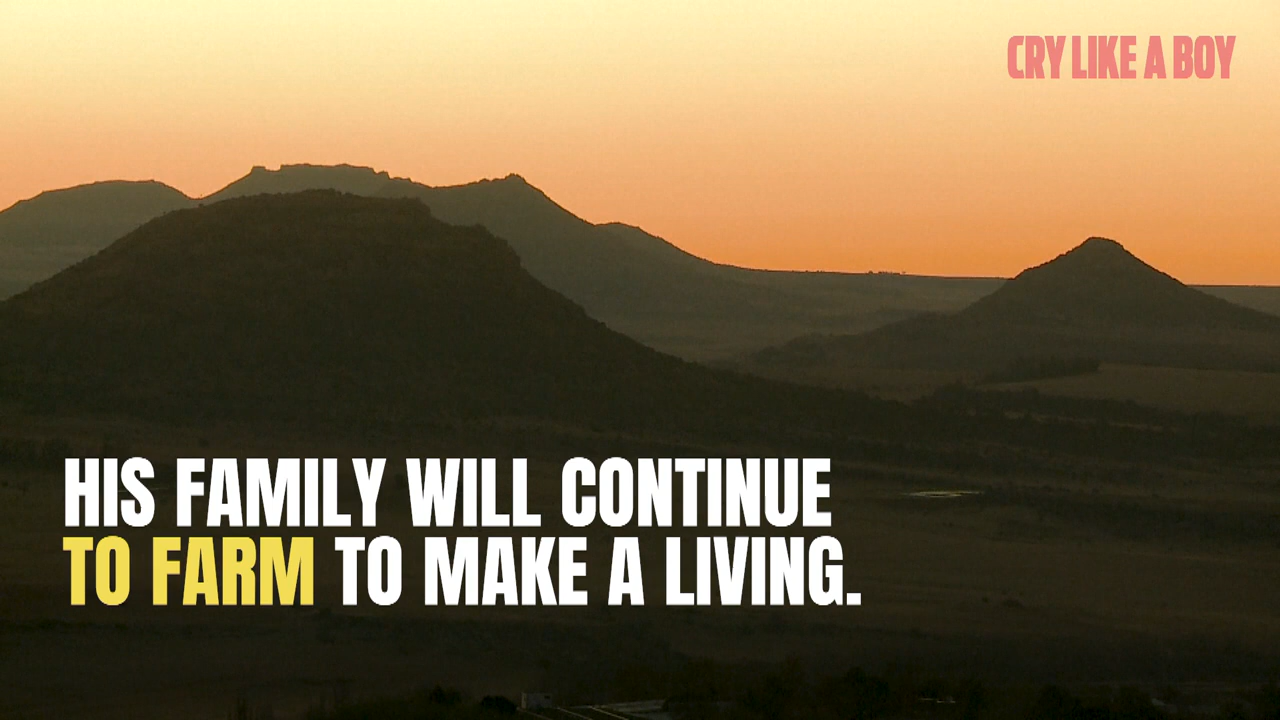 CRY LIKE A BOY
HIS FAMILY WILL CONTINUE
TO FARM TO MAKE A LIVING.